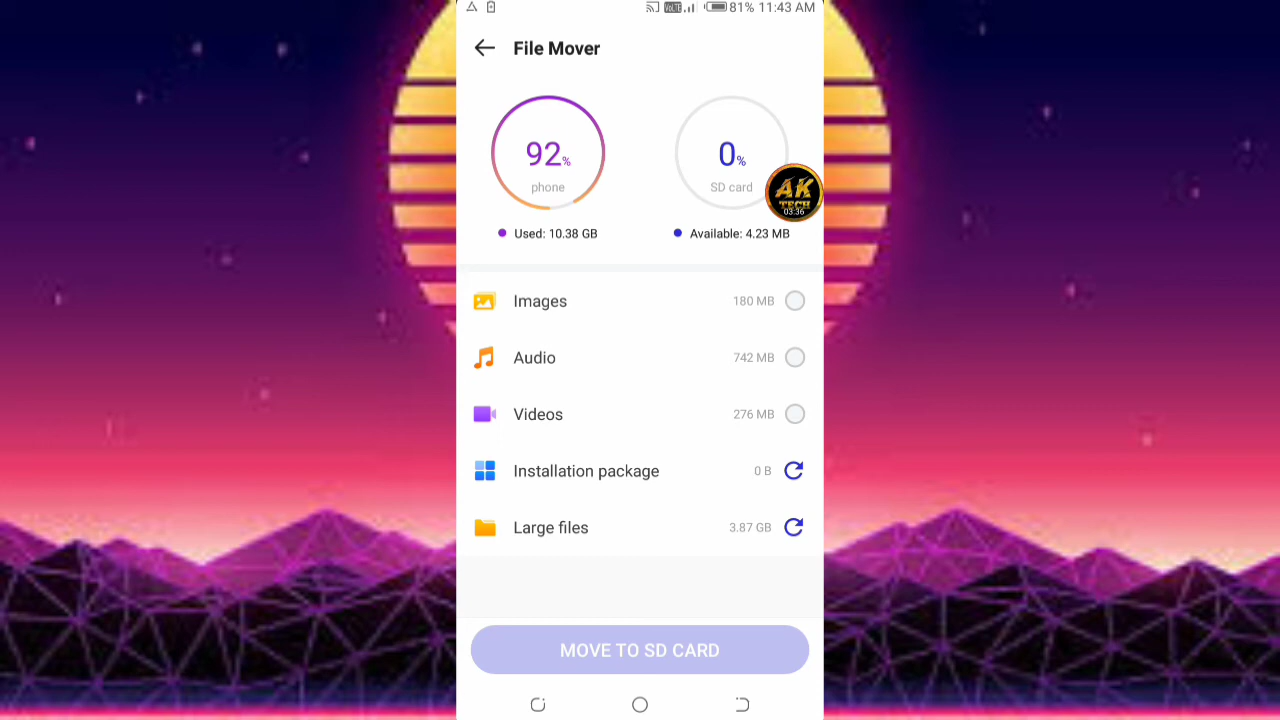 VoLTE 81% 11:43 AM
File Mover
92%
phone
0%
SD card
AK
TECH
03:36
Used: 10.38 GB
Available: 4.23 MB
Images 180 MB
Audio 742 MB
Videos 276 MB
Installation package 0 B
Large files 3.87 GB
MOVE TO SD CARD